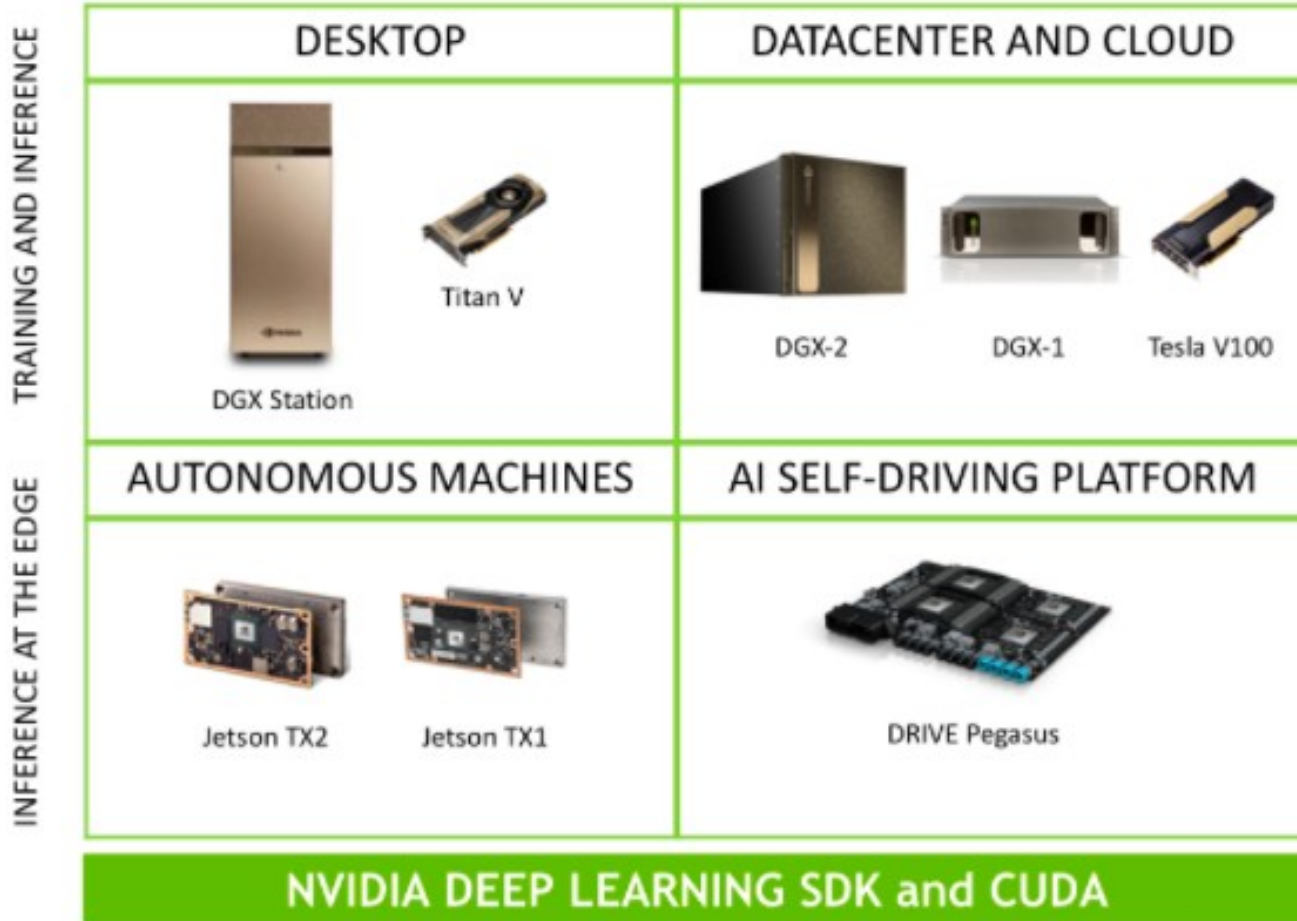 TRAINING AND INFERENCE
DESKTOP
DATACENTER AND CLOUD
NVIDIA
DGX Station
Titan V
DGX-2
DGX-1
Tesla V100
INFERENCE AT THE EDGE
AUTONOMOUS MACHINES
AI SELF-DRIVING PLATFORM
Jetson TX2
Jetson TX1
DRIVE Pegasus
NVIDIA DEEP LEARNING SDK and CUDA